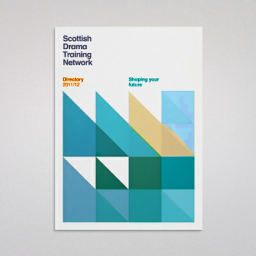 Scottish
Drama
Training
Network
Directory
2011/12
Shaping your
future